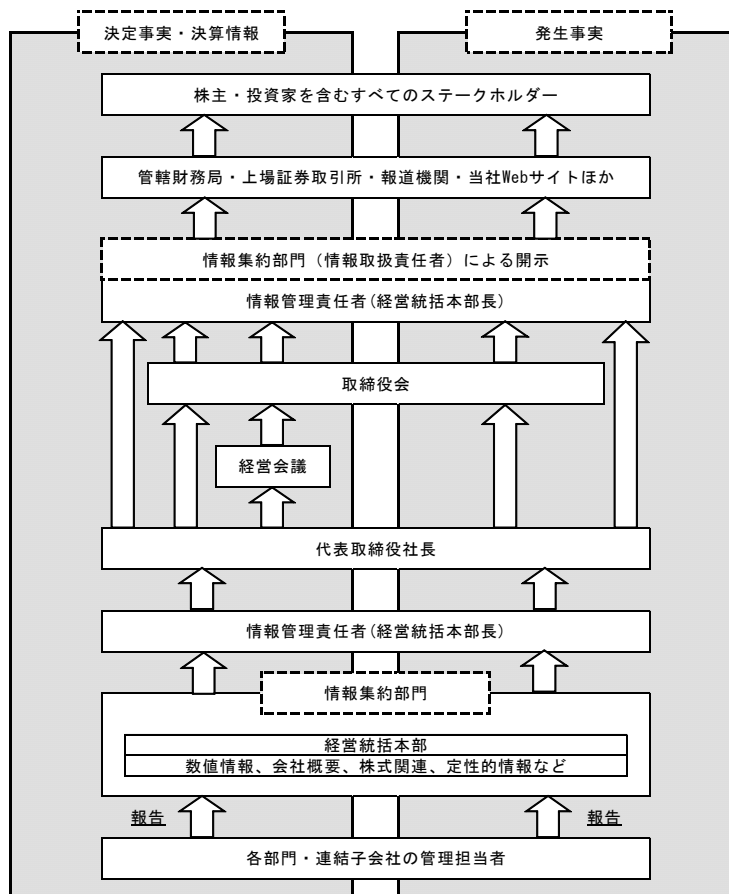 決定事実・決算情報
発生事実
株主・投資家を含むすべてのステークホルダー
管轄財務局・上場証券取引所・報道機関・当社Webサイトほか
情報集約部門（情報取扱責任者）による開示
情報管理責任者(経営統括本部長)
取締役会
経営会議
代表取締役社長
情報管理責任者(経営統括本部長)
情報集約部門
経営統括本部
数値情報、会社概要、株式関連、定性的情報など
報告
報告
各部門・連結子会社の管理担当者